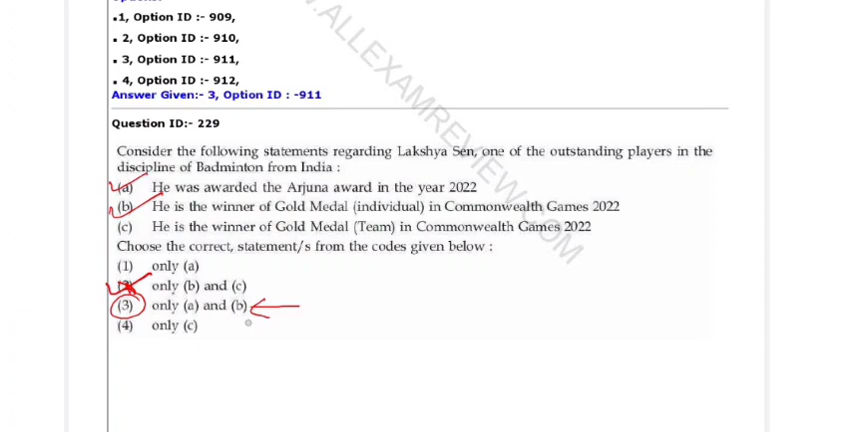 .1, Option ID :- 909,
. 2, Option ID :- 910,
. 3, Option ID :- 911,
. 4, Option ID :- 912,
Answer Given:- 3, Option ID : -911
Question ID:- 229
Consider the following statements regarding Lakshya Sen, one of the outstanding players in the
discipline of Badminton from India :
(a) He was awarded the Arjuna award in the year 2022
(b) He is the winner of Gold Medal (individual) in Commonwealth Games 2022
(c) He is the winner of Gold Medal (Team) in Commonwealth Games 2022
Choose the correct, statement/s from the codes given below :
(1) only (a)
(2) only (b) and (c)
(3) only (a) and (b)
(4) only (c)
.ALLEXAMREVIEW.COM